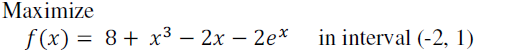 Maximize
f(x) = 8 + x³ − 2x − 2eˣ in interval (-2, 1)